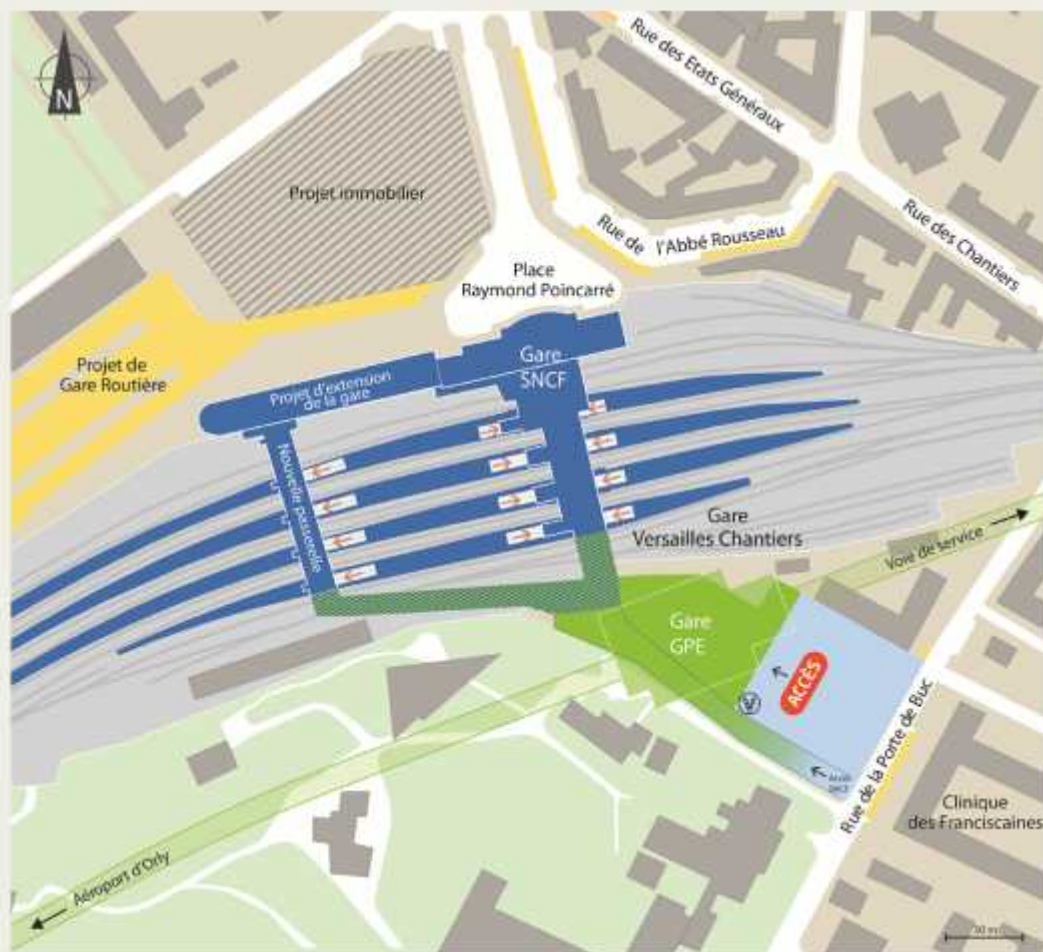 N
Rue des Etats Généraux
Projet immobilier
Rue de l'Abbé Rousseau
Rue des Chantiers
Place
Raymond Poincarré
Projet de
Gare Routière
Gare
SNCF
Projet d'extension
de la gare
Nouvelle passerelle
Gare
Versailles Chantiers
Voie de service
Gare
GPE
ACCÈS
Rue de la Porte de Buc
Clinique
des Franciscaines
Aéroport d'Orly